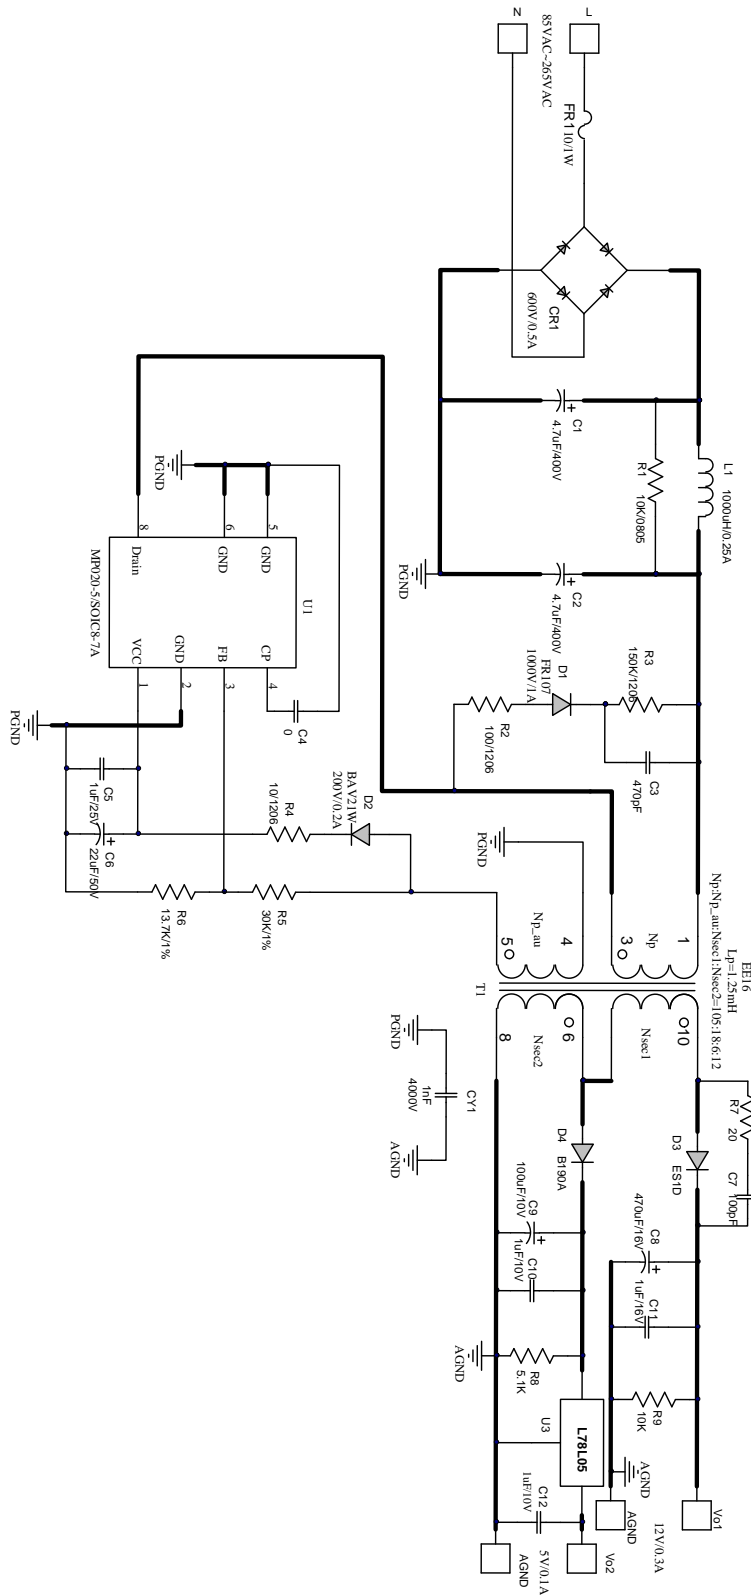 N
L
85VAC~265VAC
FR1 10/1W
CR1
600V/0.5A
C1
4.7uF/400V
R1
10K/0805
L1
1000uH/0.25A
C2
4.7uF/400V
PGND
PGND
8
6
5
Drain
GND
GND
MP020-5/SOIC8-7A
U1
VCC
GND
FB
CP
1
2
3
4
C4
0
PGND
C5
1uF/25V
C6
22uF/50V
R4
10/1206
D2
BAV21W
200V/0.2A
R6
13.7K/1%
R5
30K/1%
D1
FR107
1000V/1A
R2
100/1206
R3
150K/1206
C3
470pF
PGND
EE16
Lp=1.25mH
Np:Np_au:Nsec1:Nsec2=105:18:6:12
Np_au
Np
5
4
3
1
T1
8
6
10
Nsec2
Nsec1
PGND
CY1
1nF
4000V
AGND
R7
20
C7
100pF
D3
ES1D
D4
B190A
C9
100uF/10V
C10
1uF/10V
C8
470uF/16V
C11
1uF/16V
AGND
R8
5.1K
R9
10K
U3
L78L05
C12
1uF/10V
AGND
AGND
Vo1
12V/0.3A
5V/0.1A
Vo2
AGND